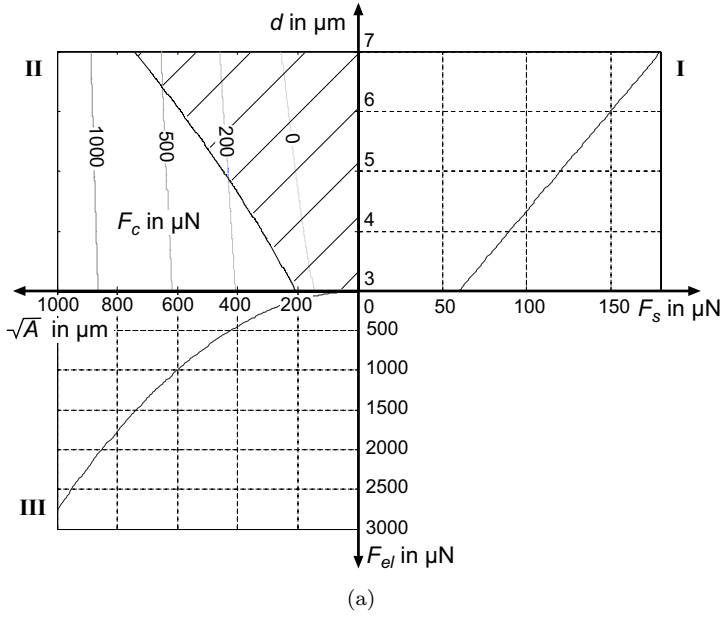 d in µm
II
7
I
6
5
4
3
1000
500
200
0
F_c in µN
1000 800 600 400 200
0 50 100 150 F_s in µN
√A in µm
500
1000
1500
2000
2500
3000
III
F_el in µN
(a)